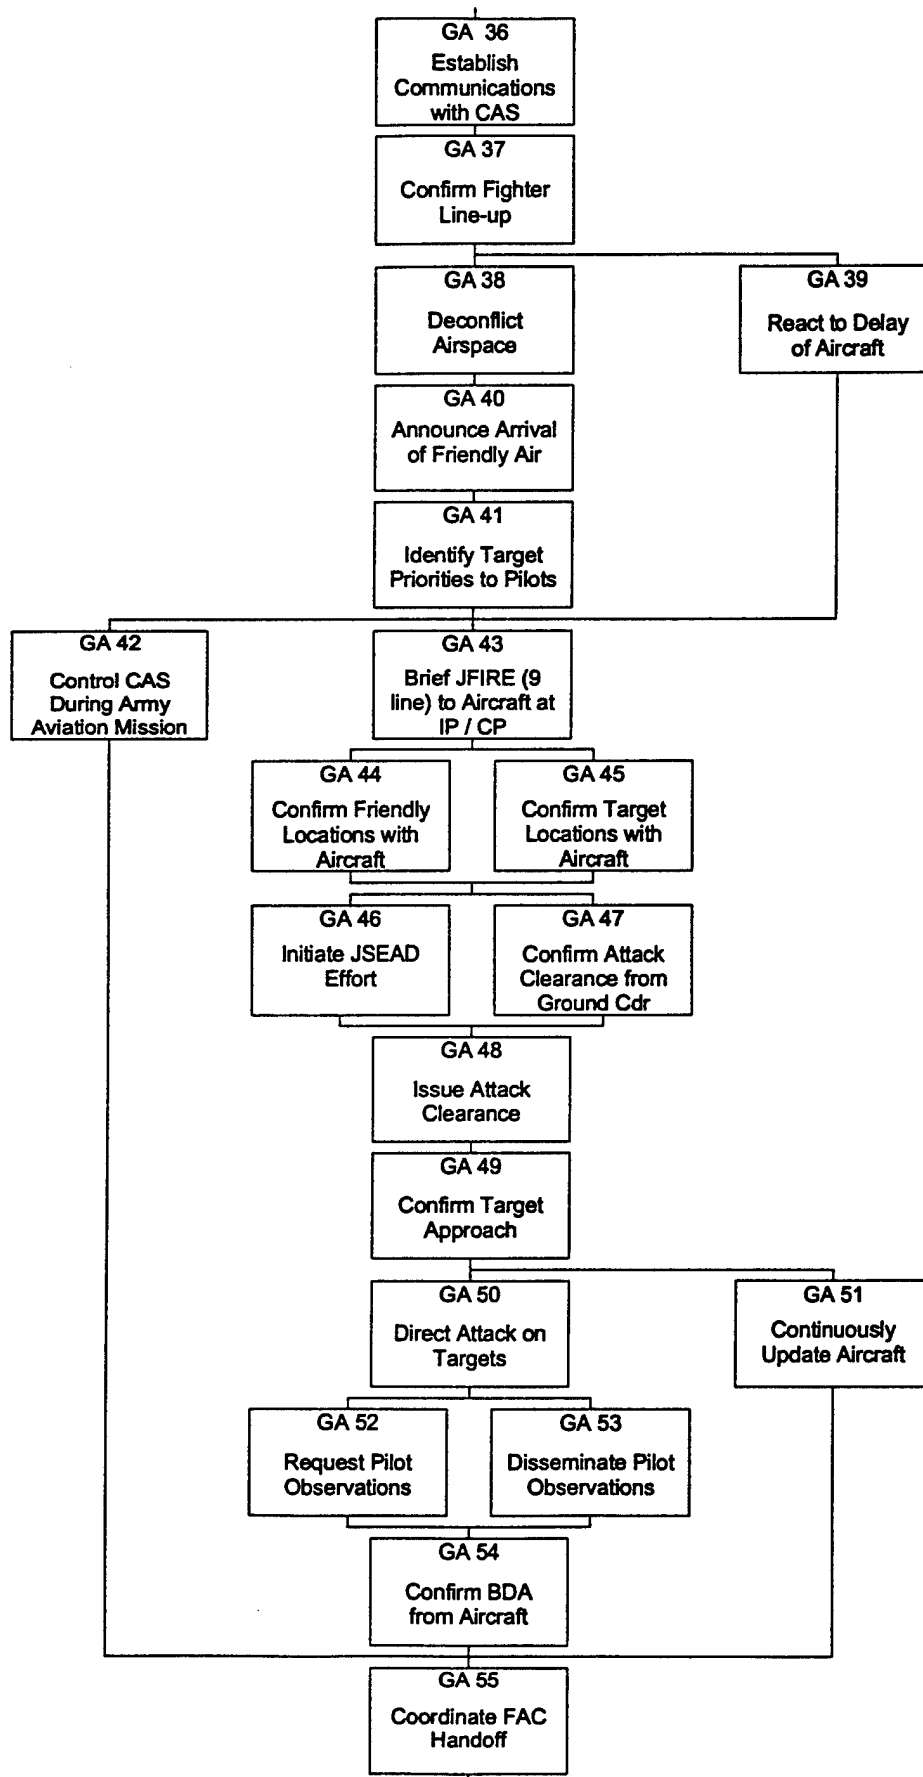 GA 36
Establish
Communications
with CAS
GA 37
Confirm Fighter
Line-up
GA 38
Deconflict
Airspace
GA 39
React to Delay
of Aircraft
GA 40
Announce Arrival
of Friendly Air
GA 41
Identify Target
Priorities to Pilots
GA 42
Control CAS
During Army
Aviation Mission
GA 43
Brief JFIRE (9
line) to Aircraft at
IP / CP
GA 44
Confirm Friendly
Locations with
Aircraft
GA 45
Confirm Target
Locations with
Aircraft
GA 46
Initiate JSEAD
Effort
GA 47
Confirm Attack
Clearance from
Ground Cdr
GA 48
Issue Attack
Clearance
GA 49
Confirm Target
Approach
GA 50
Direct Attack on
Targets
GA 51
Continuously
Update Aircraft
GA 52
Request Pilot
Observations
GA 53
Disseminate Pilot
Observations
GA 54
Confirm BDA
from Aircraft
GA 55
Coordinate FAC
Handoff